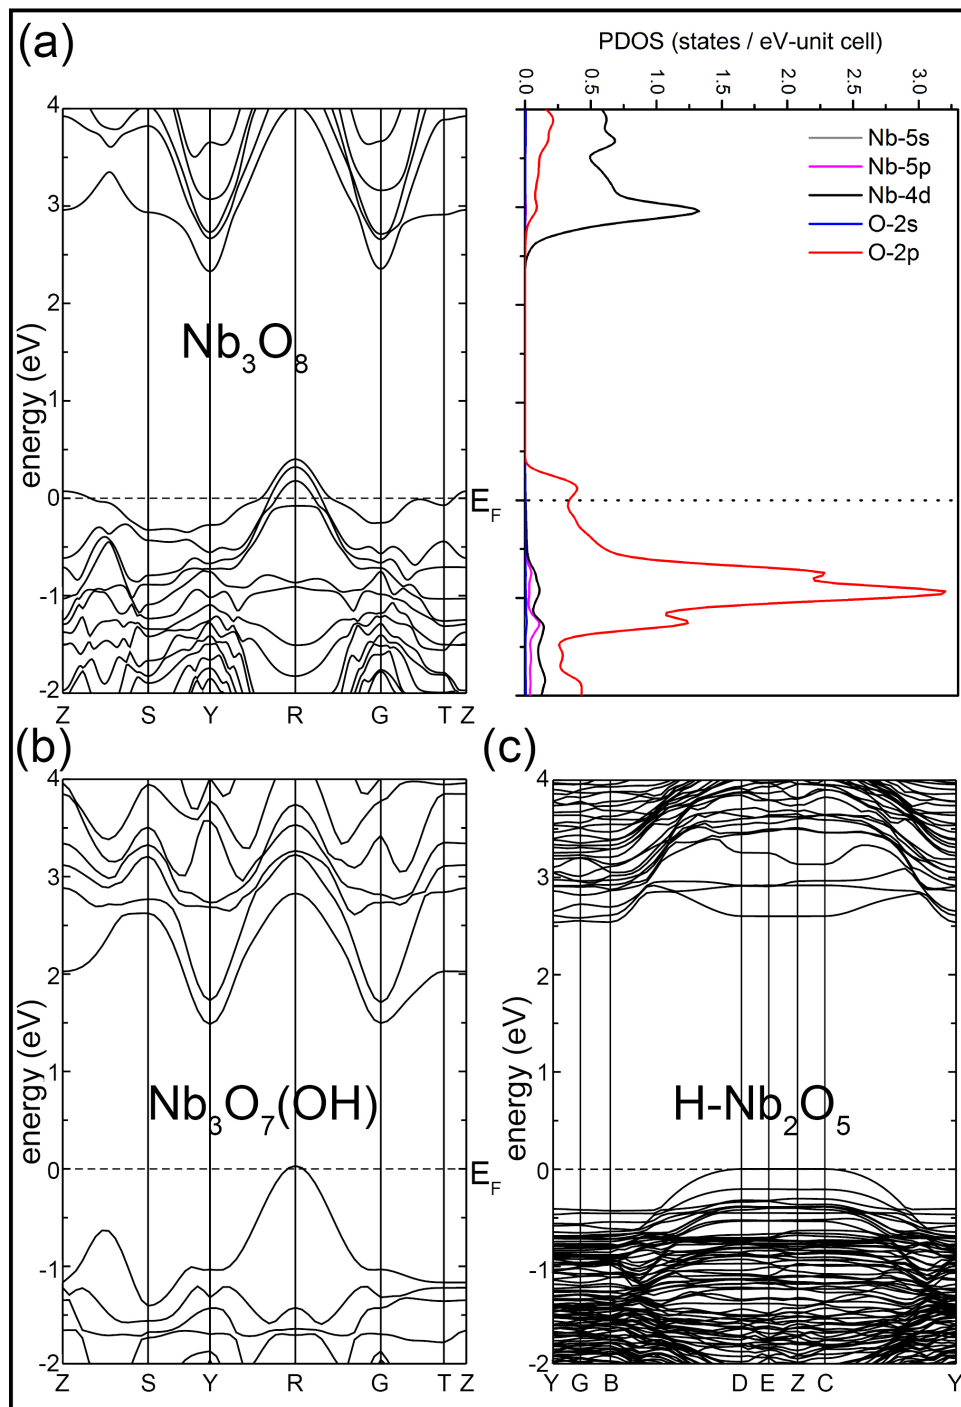 (a)
PDOS (states / eV-unit cell)
0.0 0.5 1.0 1.5 2.0 2.5 3.0
Nb-5s
Nb-5p
Nb-4d
O-2s
O-2p
energy (eV)
4
3
2
1
0
-1
-2
Nb₃O₈
E_F
Z S Y R G T Z
(b)
energy (eV)
4
3
2
1
0
-1
-2
Nb₃O₇(OH)
E_F
Z S Y R G T Z
(c)
energy (eV)
4
3
2
1
0
-1
-2
H-Nb₂O₅
Y G B D E Z C Y